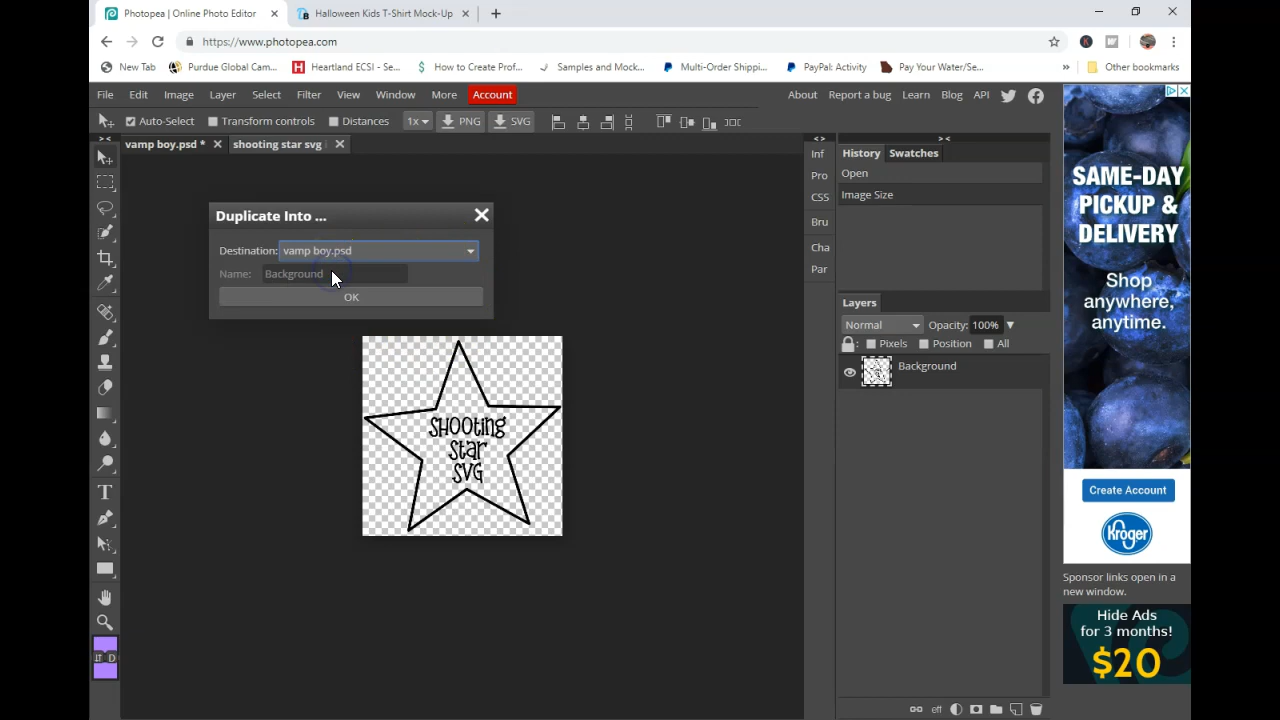 Photopea | Online Photo Editor
Halloween Kids T-Shirt Mock-Up
https://www.photopea.com
New Tab
Purdue Global Cam...
Heartland ECSI - Se...
How to Create Prof...
Samples and Mock...
Multi-Order Shippi...
PayPal: Activity
Pay Your Water/Se...
»
Other bookmarks
File Edit Image Layer Select Filter View Window More Account
About Report a bug Learn Blog API
Auto-Select Transform controls Distances 1x PNG SVG
vamp boy.psd *
shooting star svg
Duplicate Into ...
Destination: vamp boy.psd
Name: Background
OK
SHOOting
Star
SVG
> <
< >
> <
Inf
Pro
CSS
Bru
Cha
Par
History Swatches
Open
Image Size
Layers
Normal Opacity: 100%
: Pixels Position All
Background
eff
D
SAME-DAY
PICKUP &
DELIVERY
Shop
anywhere,
anytime.
Create Account
Kroger
Sponsor links open in a
new window.
Hide Ads
for 3 months!
$20